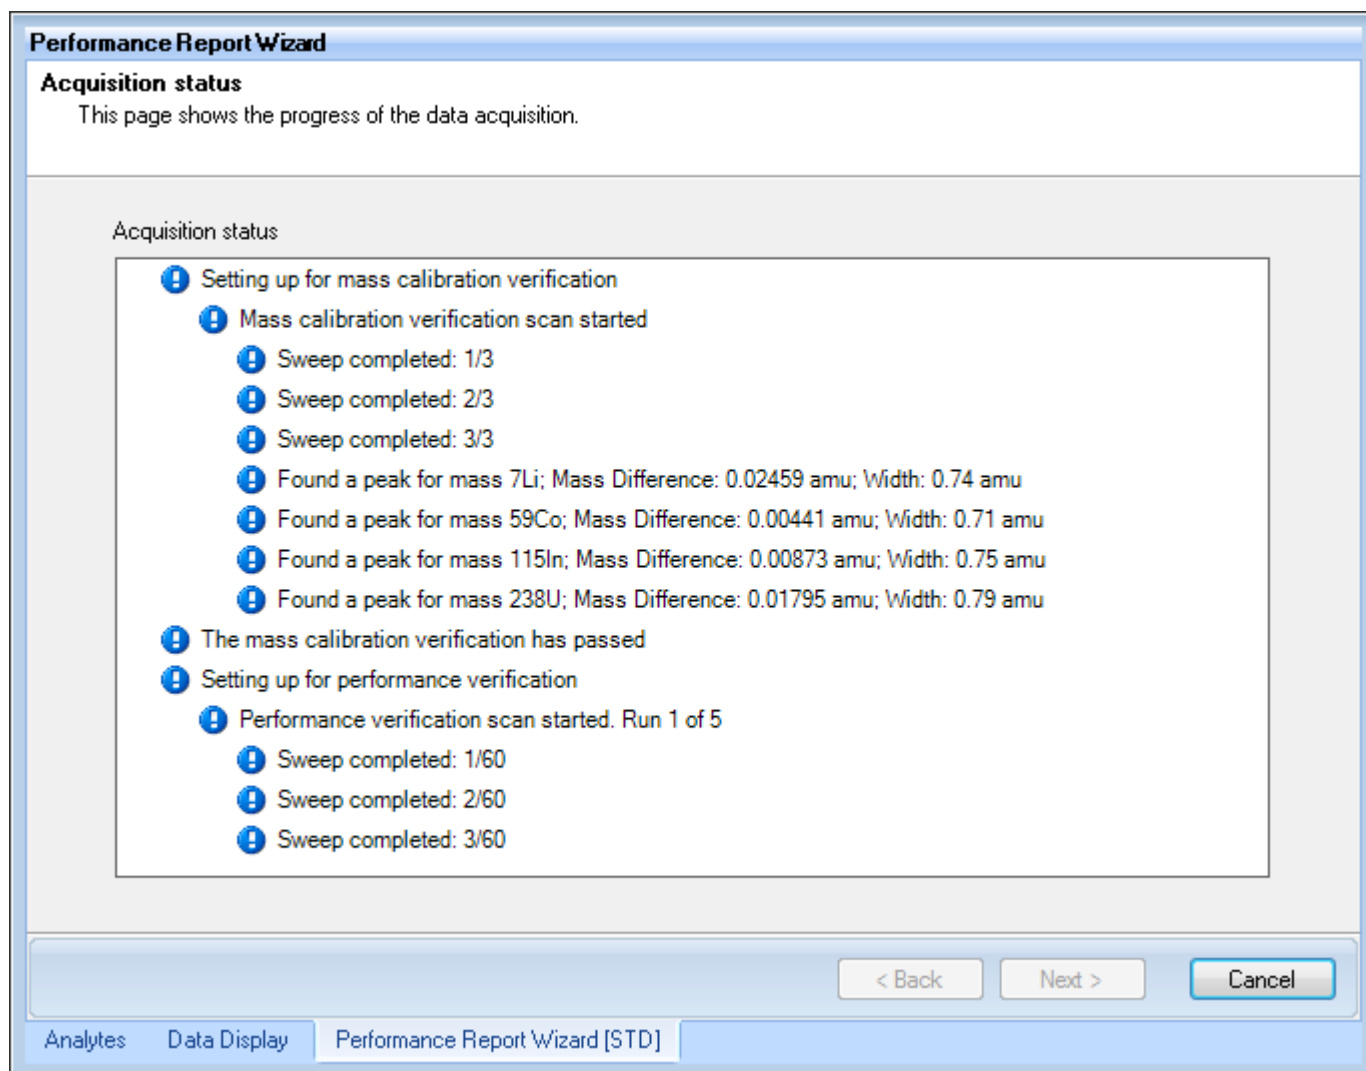 Performance Report Wizard
Acquisition status
This page shows the progress of the data acquisition.
Acquisition status
Setting up for mass calibration verification
Mass calibration verification scan started
Sweep completed: 1/3
Sweep completed: 2/3
Sweep completed: 3/3
Found a peak for mass 7Li; Mass Difference: 0.02459 amu; Width: 0.74 amu
Found a peak for mass 59Co; Mass Difference: 0.00441 amu; Width: 0.71 amu
Found a peak for mass 115In; Mass Difference: 0.00873 amu; Width: 0.75 amu
Found a peak for mass 238U; Mass Difference: 0.01795 amu; Width: 0.79 amu
The mass calibration verification has passed
Setting up for performance verification
Performance verification scan started. Run 1 of 5
Sweep completed: 1/60
Sweep completed: 2/60
Sweep completed: 3/60
< Back Next > Cancel
Analytes Data Display Performance Report Wizard [STD]